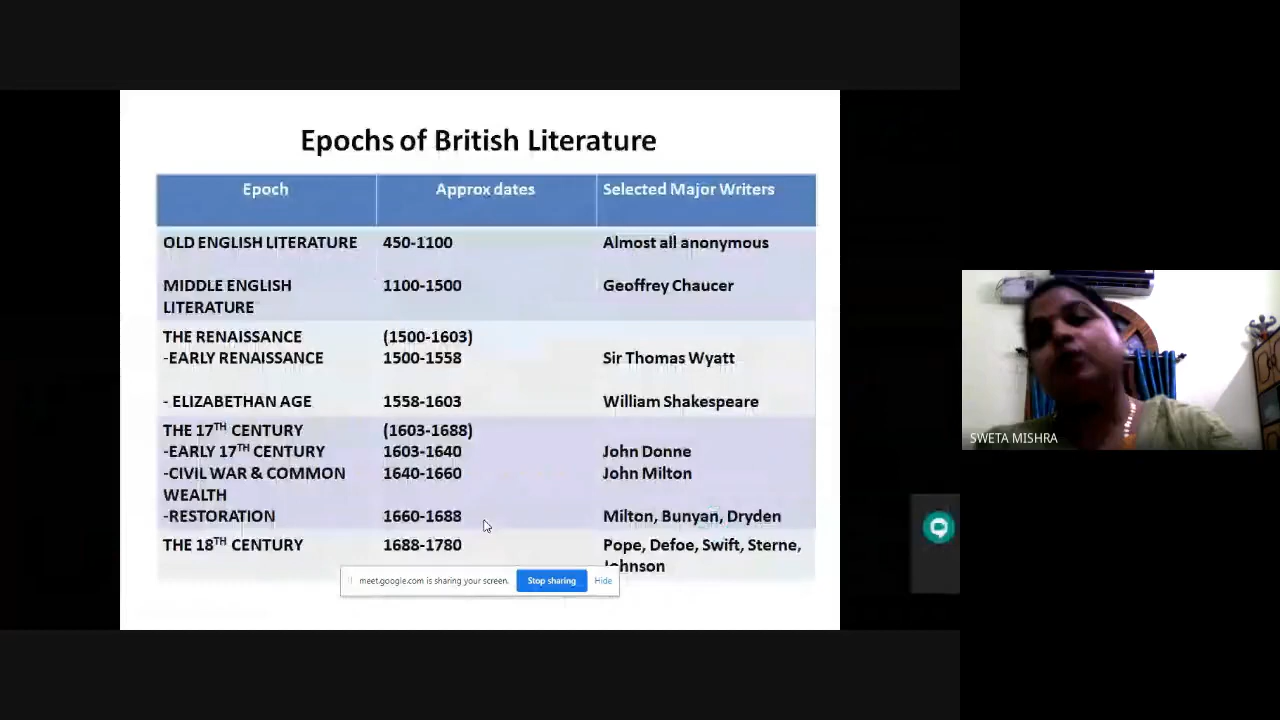 Epochs of British Literature
Epoch Approx dates Selected Major Writers
OLD ENGLISH LITERATURE 450-1100 Almost all anonymous
MIDDLE ENGLISH 1100-1500 Geoffrey Chaucer
LITERATURE
THE RENAISSANCE (1500-1603)
-EARLY RENAISSANCE 1500-1558 Sir Thomas Wyatt
- ELIZABETHAN AGE 1558-1603 William Shakespeare
THE 17TH CENTURY (1603-1688)
-EARLY 17TH CENTURY 1603-1640 John Donne
-CIVIL WAR & COMMON 1640-1660 John Milton
WEALTH
-RESTORATION 1660-1688 Milton, Bunyan, Dryden
THE 18TH CENTURY 1688-1780 Pope, Defoe, Swift, Sterne,
Johnson
meet.google.com is sharing your screen. Stop sharing Hide
SWETA MISHRA